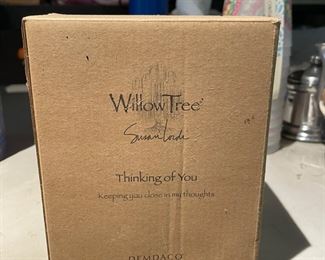 Willow Tree®
Susan Lordi
Thinking of You
Keeping you close in my thoughts
DEMDACO